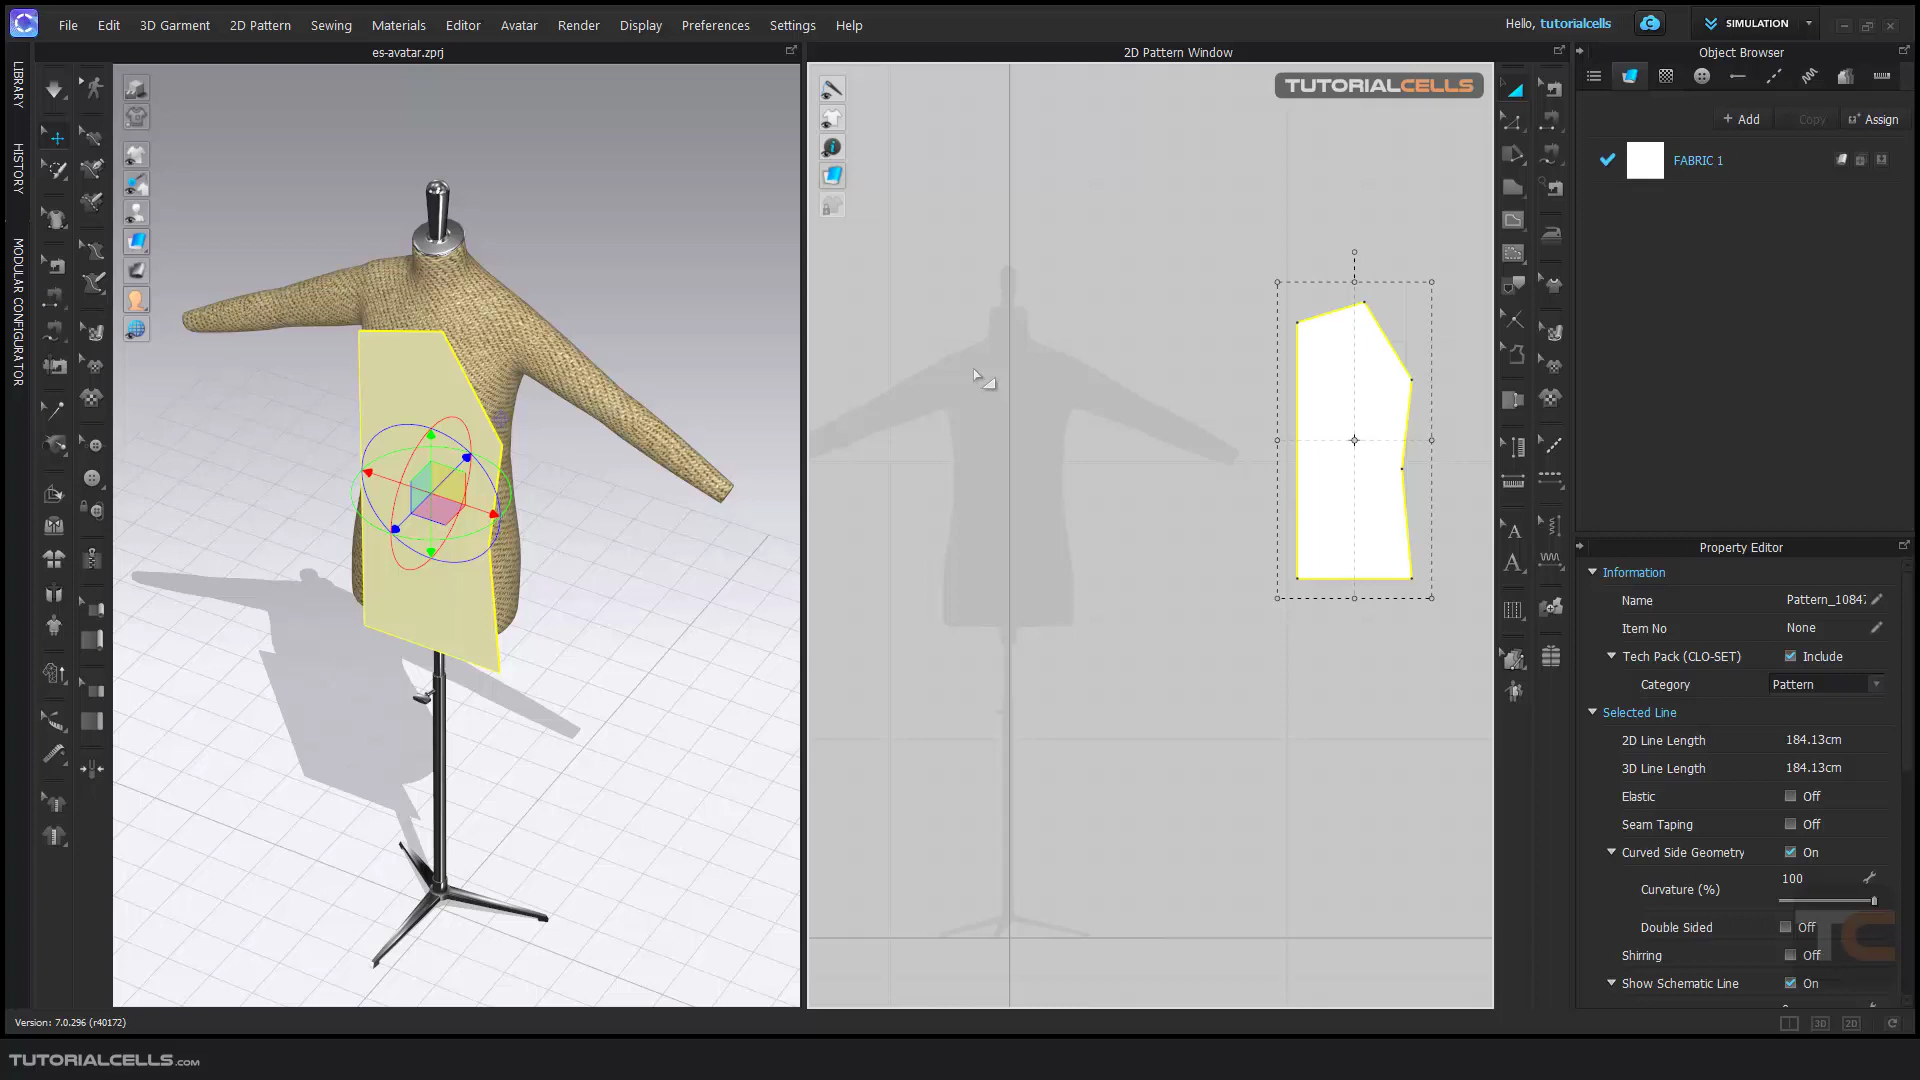 File Edit 3D Garment 2D Pattern Sewing Materials Editor Avatar Render Display Preferences Settings Help
Hello, tutorialcells
SIMULATION
es-avatar.zprj
2D Pattern Window
Object Browser
LIBRARY
HISTORY
MODULAR CONFIGURATOR
TUTORIALCELLS
+ Add
Copy
Assign
FABRIC 1
Property Editor
Information
Name Pattern_1084
Item No None
Tech Pack (CLO-SET) Include
Category Pattern
Selected Line
2D Line Length 184.13cm
3D Line Length 184.13cm
Elastic Off
Seam Taping Off
Curved Side Geometry On
Curvature (%) 100
Double Sided Off
Shirring Off
Show Schematic Line On
A
A
TC
Version: 7.0.296 (r40172)
3D
2D
TUTORIALCELLS.com